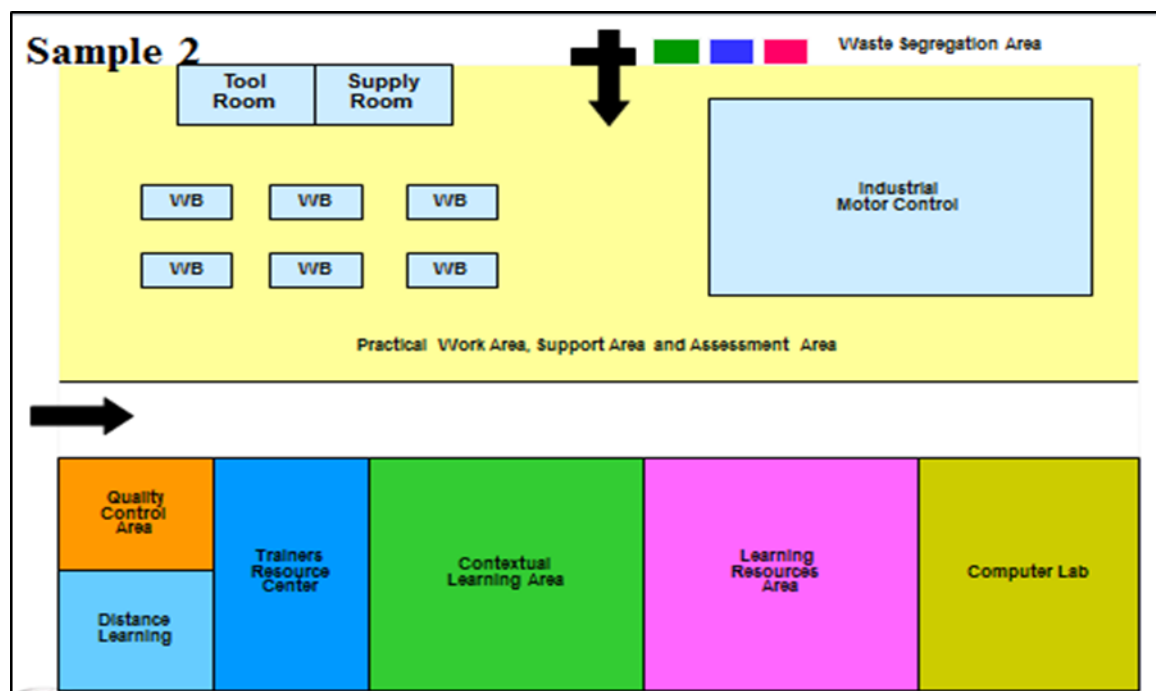 Sample 2
Waste Segregation Area
Tool
Room
Supply
Room
Industrial
Motor Control
WB WB WB
WB WB WB
Practical Work Area, Support Area and Assessment Area
Quality
Control
Area
Distance
Learning
Trainers
Resource
Center
Contextual
Learning Area
Learning
Resources
Area
Computer Lab